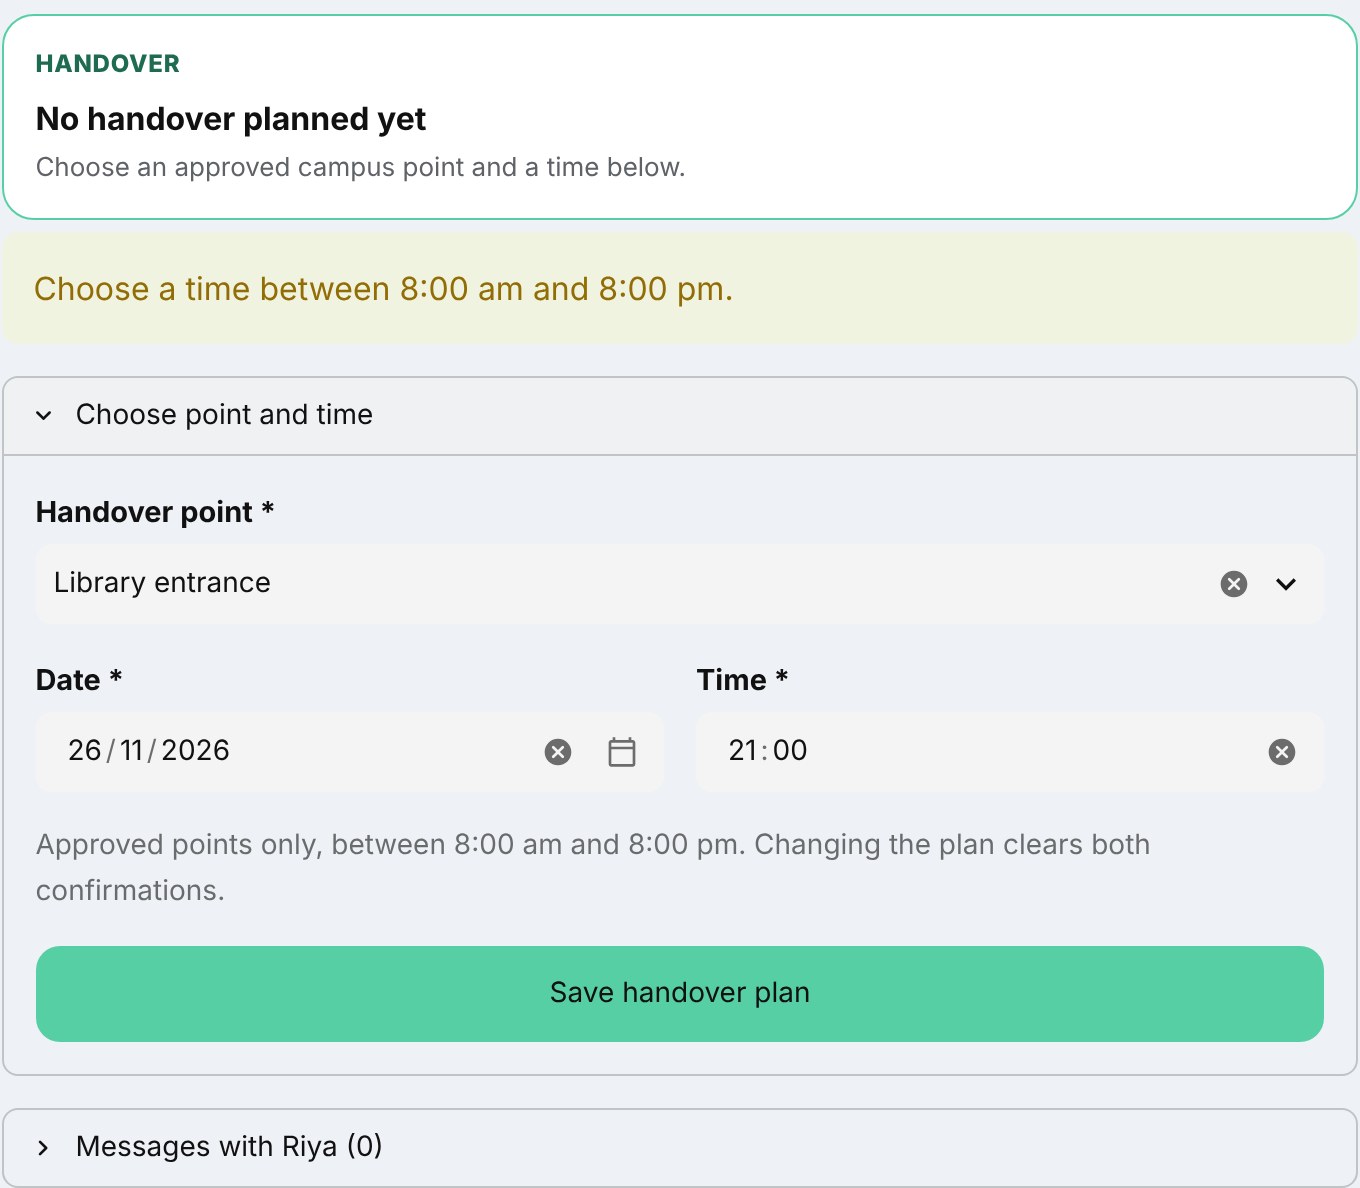 HANDOVER
No handover planned yet
Choose an approved campus point and a time below.
Choose a time between 8:00 am and 8:00 pm.
Choose point and time
Handover point *
Library entrance
Date *
Time *
26/11/2026
21:00
Approved points only, between 8:00 am and 8:00 pm. Changing the plan clears both
confirmations.
Save handover plan
Messages with Riya (0)